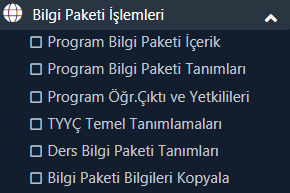 Bilgi Paketi İşlemleri
Program Bilgi Paketi İçerik
Program Bilgi Paketi Tanımları
Program Öğr.Çıktı ve Yetkilileri
TYYÇ Temel Tanımlamaları
Ders Bilgi Paketi Tanımları
Bilgi Paketi Bilgileri Kopyala